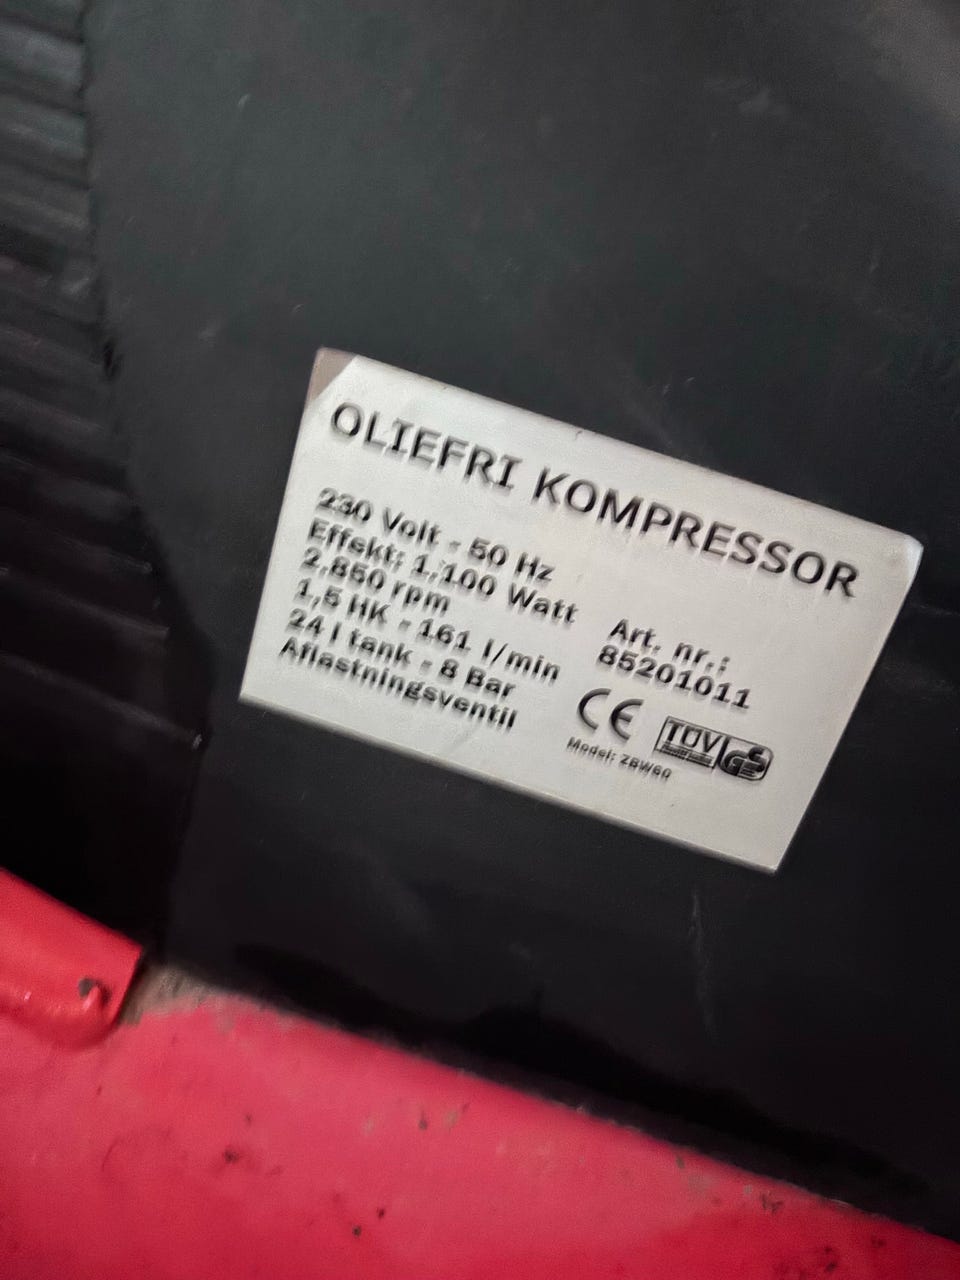 OLIEFRI KOMPRESSOR
230 Volt - 50 Hz
Effekt: 1,100 Watt
2,850 rpm
1,5 HK - 161 l/min
24 l tank - 8 Bar
Aflastningsventil
Art. nr.:
85201011
CE
TÜV
GS
Model: ZBW60